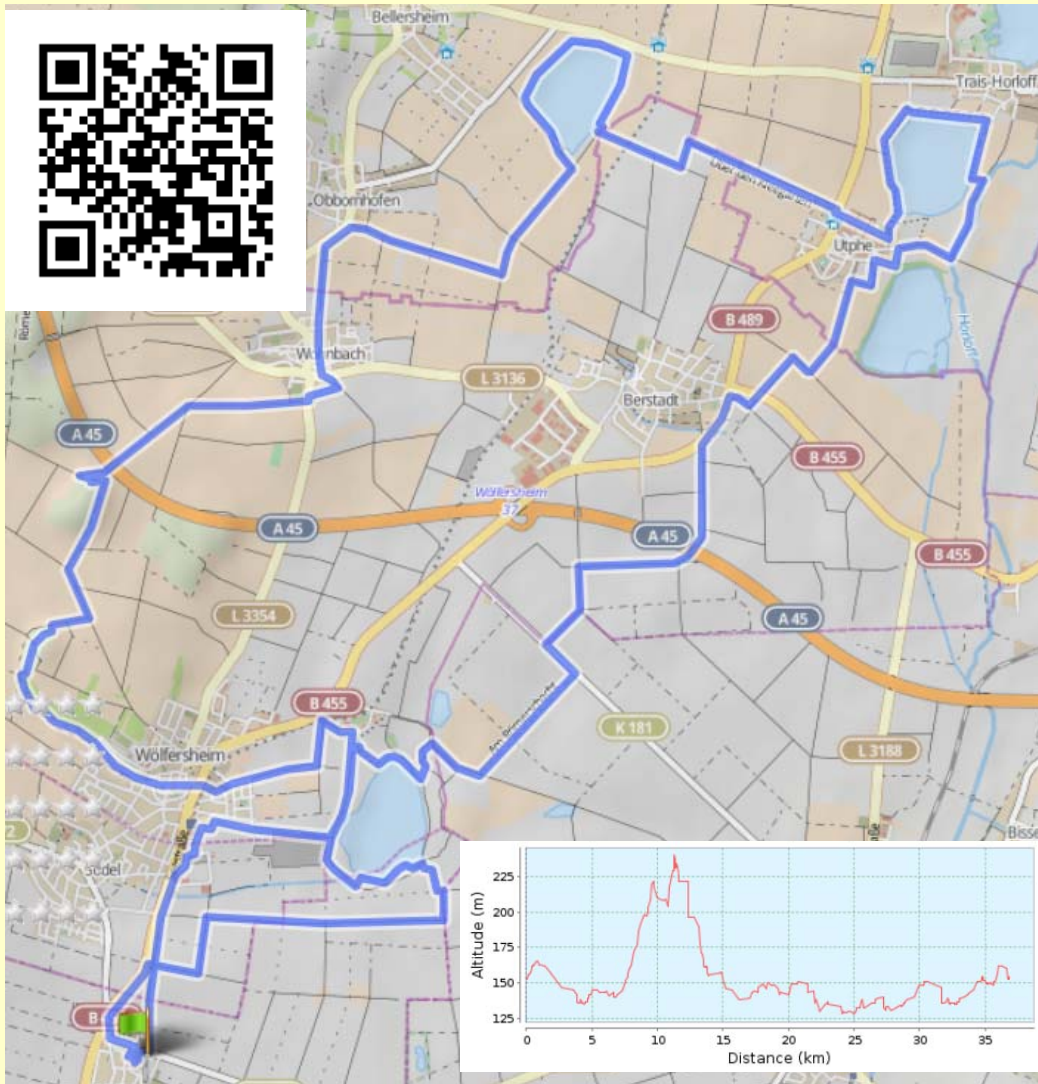 Bellersheim
Trais-Horloff
Obbornhofen
Utphe
B 489
Horloff
Wohnbach
L 3136
Berstadt
A 45
B 455
Wölfersheim
37
A 45
A 45
B 455
L 3354
A 45
B 455
K 181
Wölfersheim
L 3188
Södel
Altitude (m)
225
200
175
150
125
0 5 10 15 20 25 30 35
Distance (km)